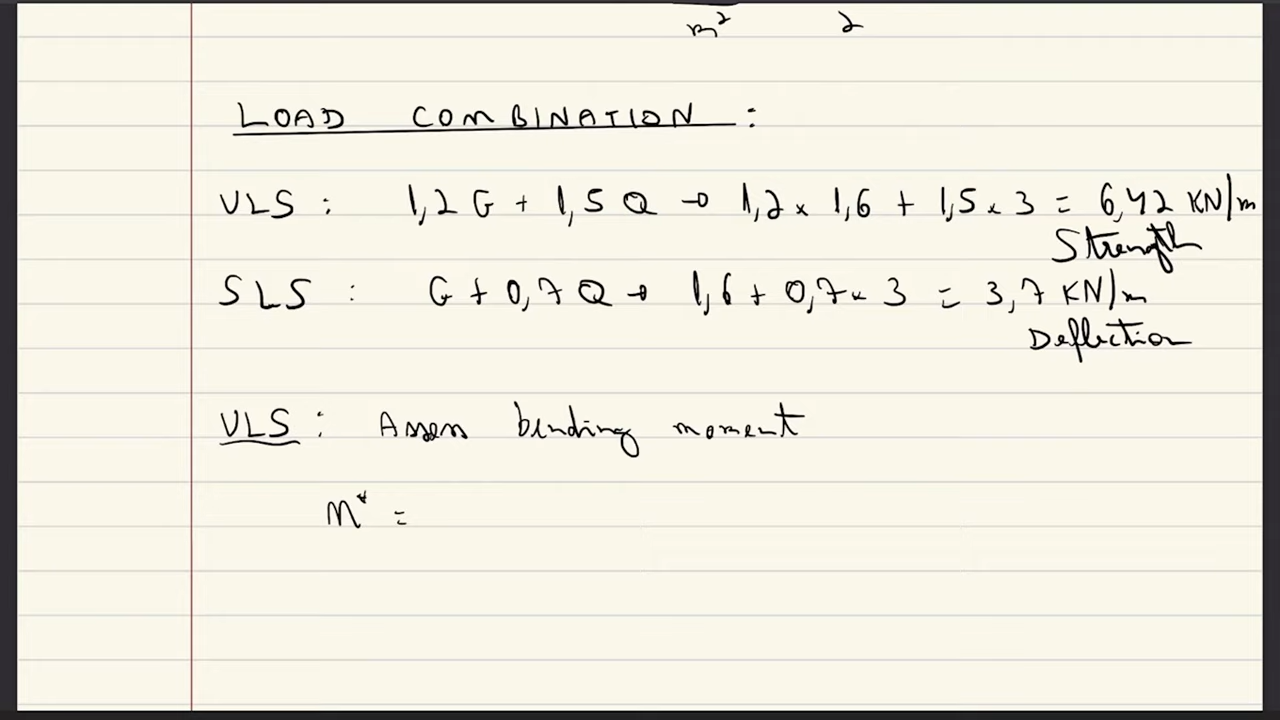 m² 2
LOAD COMBINATION :
ULS : 1,2 G + 1,5 Q → 1,2 × 1,6 + 1,5 × 3 = 6,42 KN/m
Strength
SLS : G + 0,7 Q → 1,6 + 0,7 × 3 = 3,7 KN/m
Deflection
ULS : Assess bending moment
M* =